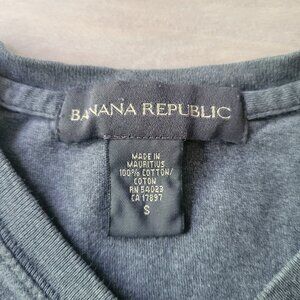 BANANA REPUBLIC
MADE IN
MAURITIUS
100% COTTON/
COTON
RN 54023
CA 17897
S